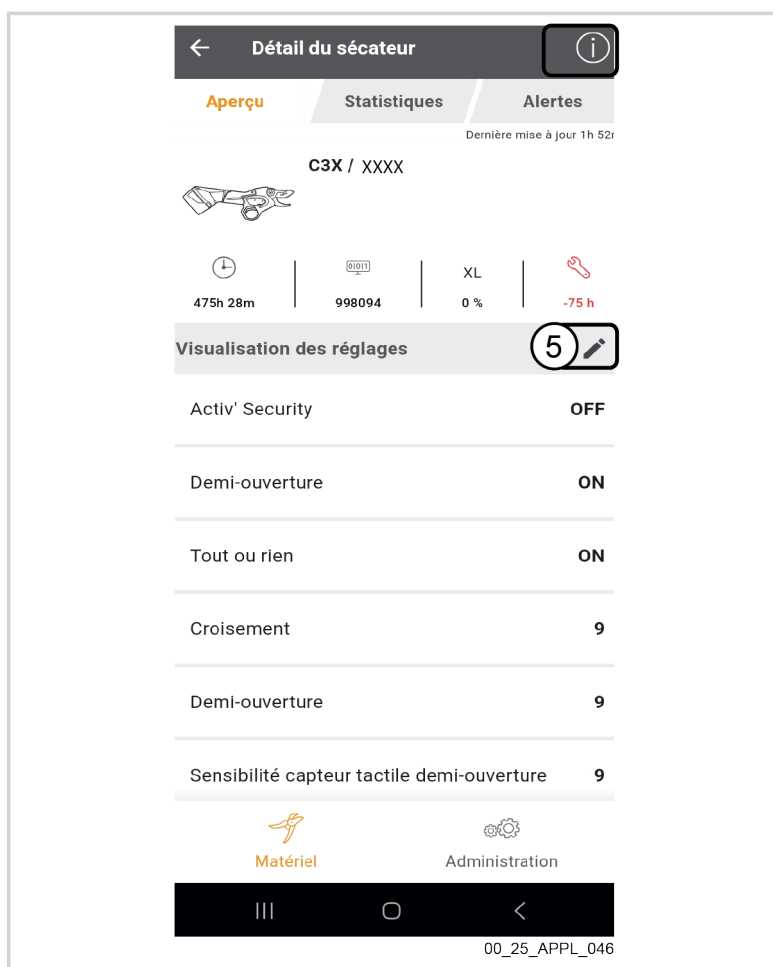 Détail du sécateur
Aperçu Statistiques Alertes
Dernière mise à jour 1h 52
C3X / XXXX
01011
XL
475h 28m 998094 0 % -75 h
Visualisation des réglages 5
Activ' Security OFF
Demi-ouverture ON
Tout ou rien ON
Croisement 9
Demi-ouverture 9
Sensibilité capteur tactile demi-ouverture 9
Matériel Administration
00_25_APPL_046